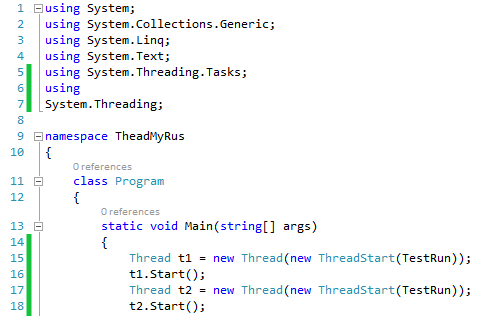 1 using System;
2 using System.Collections.Generic;
3 using System.Linq;
4 using System.Text;
5 using System.Threading.Tasks;
6 using
7 System.Threading;
8
9 namespace TheadMyRus
10 {
0 references
11 class Program
12 {
0 references
13 static void Main(string[] args)
14 {
15 Thread t1 = new Thread(new ThreadStart(TestRun));
16 t1.Start();
17 Thread t2 = new Thread(new ThreadStart(TestRun));
18 t2.Start();